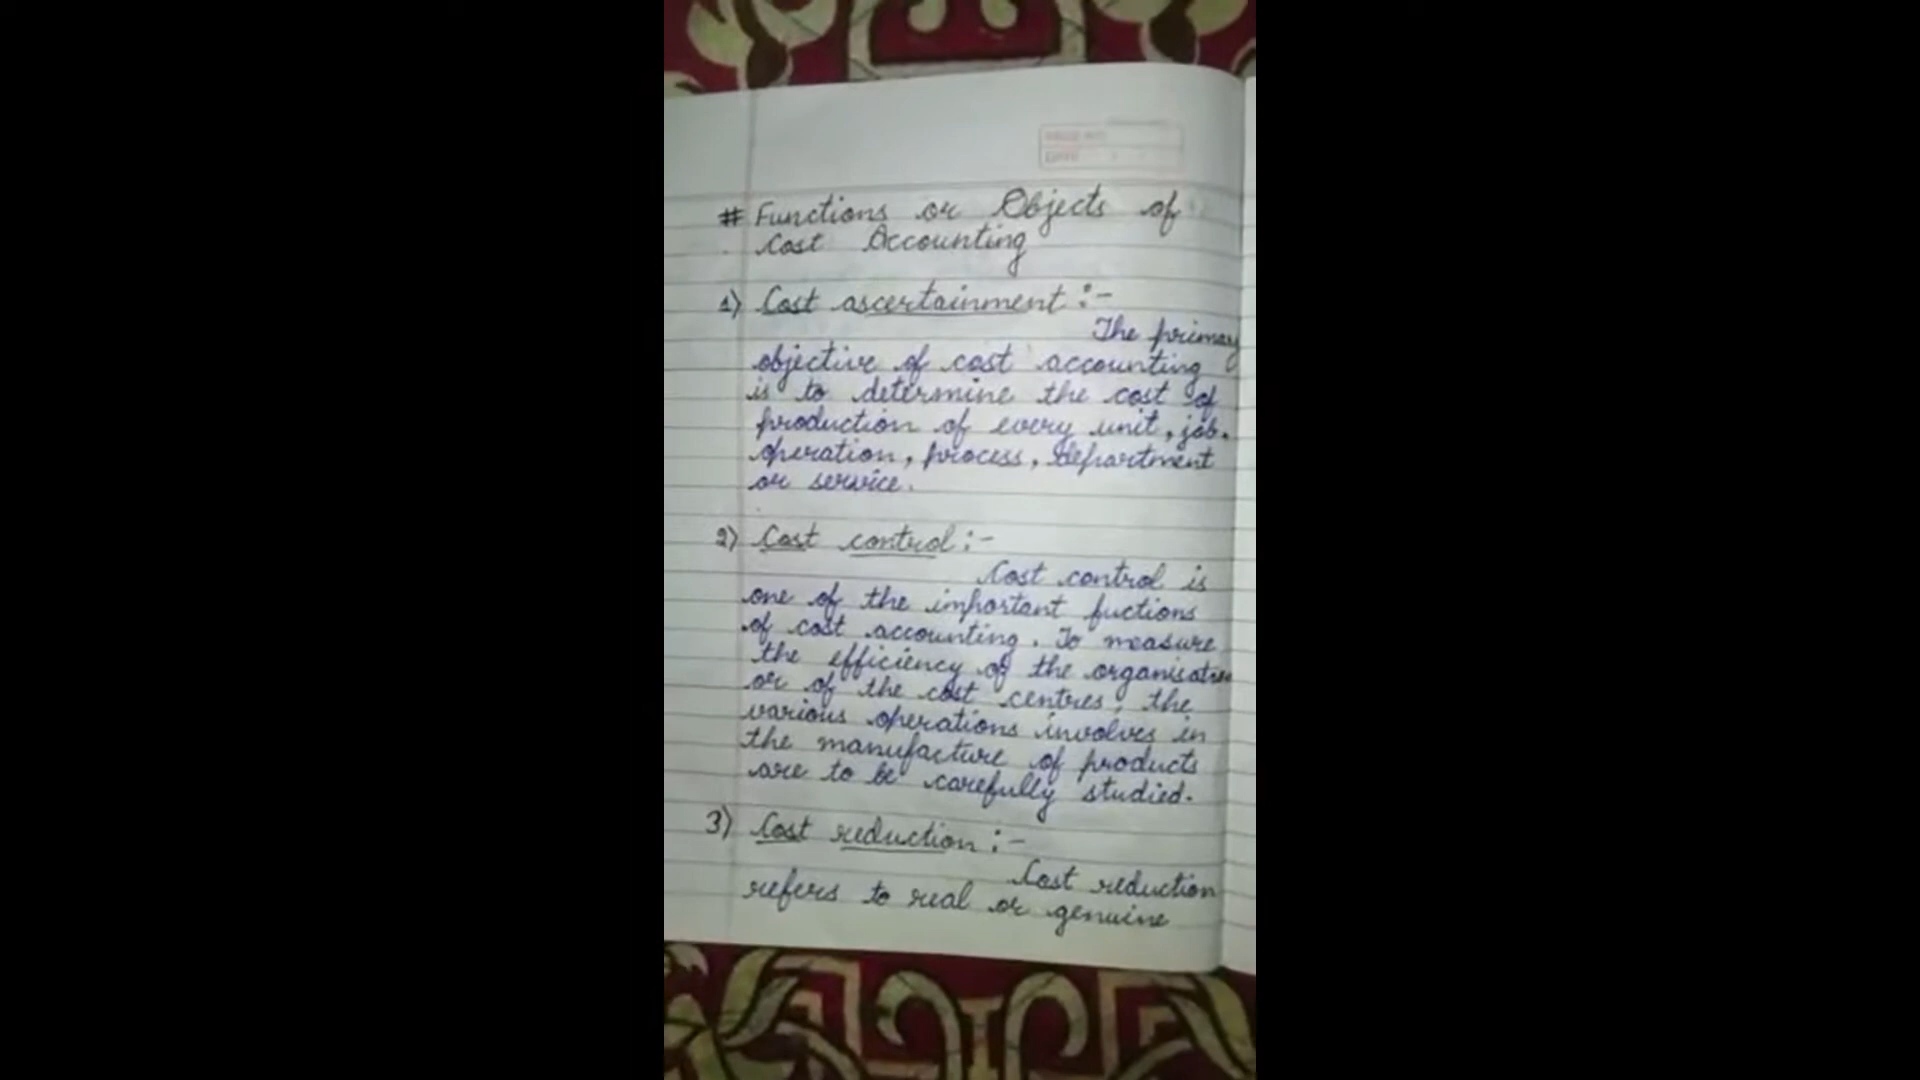 PAGE NO.
DATE
# Functions or Objects of
Cost Accounting
1) Cost ascertainment :-
The primary
objective of cost accounting
is to determine the cost of
production of every unit, job,
operation, process, department
or service.
2) Cost control :-
Cost control is
one of the important fuctions
of cost accounting. To measure
the efficiency of the organisation
or of the cost centres, the
various operations involves in
the manufacture of products
are to be carefully studied.
3) Cost reduction :-
Cost reduction
refers to real or genuine